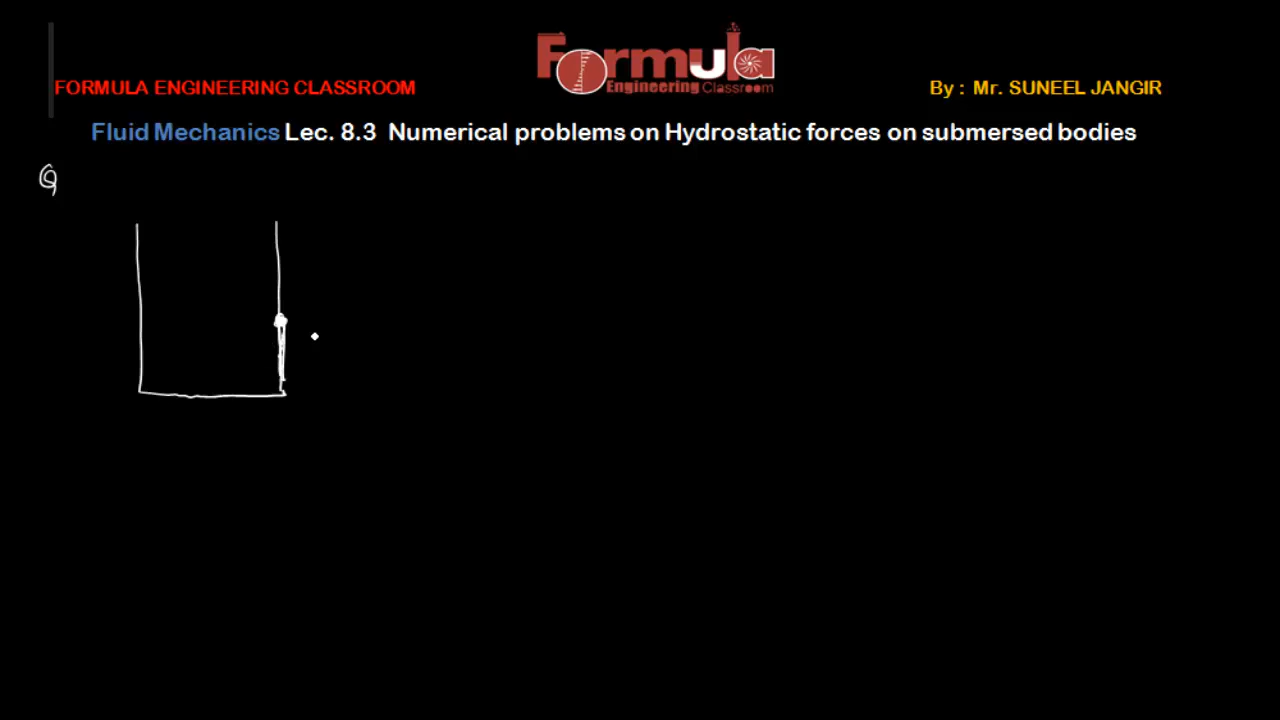 Formula
Engineering Classroom
FORMULA ENGINEERING CLASSROOM
By : Mr. SUNEEL JANGIR
Fluid Mechanics Lec. 8.3 Numerical problems on Hydrostatic forces on submersed bodies
Q